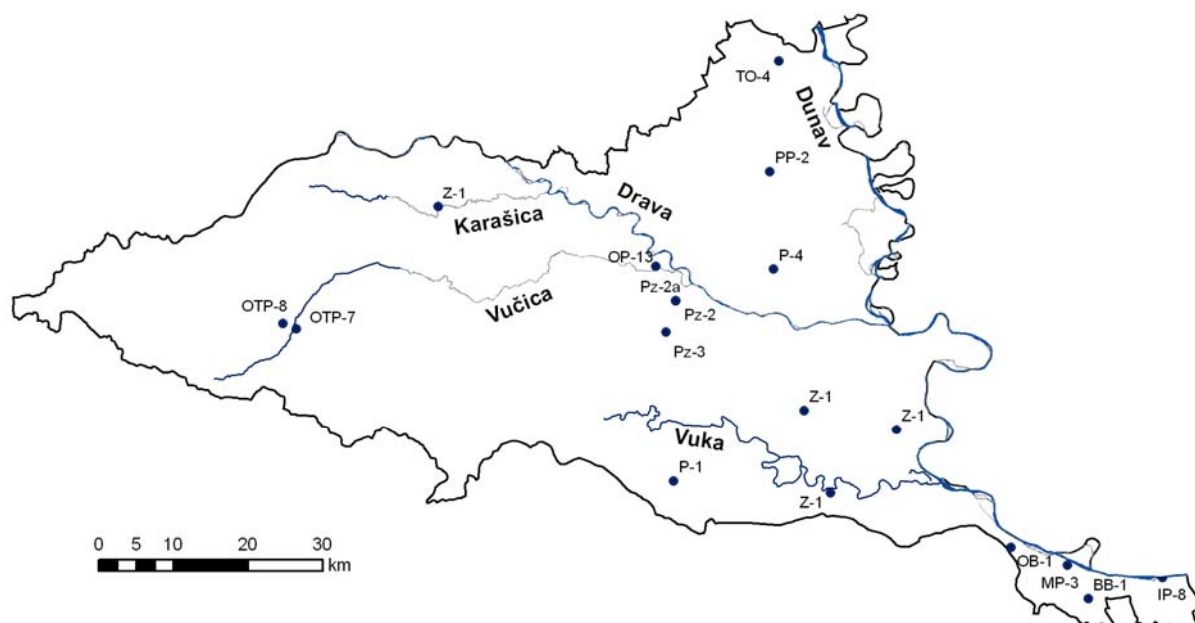 TO-4
Dunav
PP-2
Z-1
Karašica
Drava
OP-13
P-4
Pz-2a
Pz-2
Vučica
OTP-8
OTP-7
Pz-3
Z-1
Z-1
Vuka
P-1
Z-1
0 5 10 20 30
km
OB-1
MP-3
BB-1
IP-8